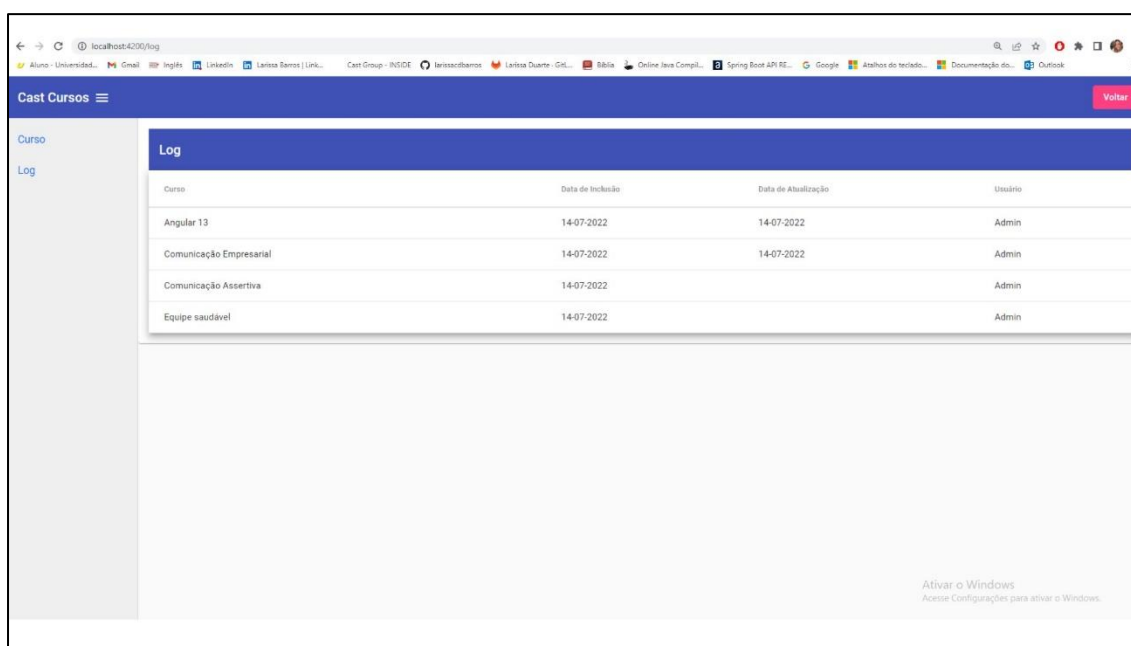 localhost:4200/log
Aluno - Universidad... Gmail Inglês Linkedin Larissa Barros | Link... Cast Group - INSIDE larissacdbarros Larissa Duarte · GitL... Bíblia Online Java Compil... Spring Boot API RE... Google Atalhos do teclado... Documentação do... Outlook
Cast Cursos Voltar
Curso
Log
Log
Curso Data de Inclusão Data de Atualização Usuário
Angular 13 14-07-2022 14-07-2022 Admin
Comunicação Empresarial 14-07-2022 14-07-2022 Admin
Comunicação Assertiva 14-07-2022 Admin
Equipe saudável 14-07-2022 Admin
Ativar o Windows
Acesse Configurações para ativar o Windows.